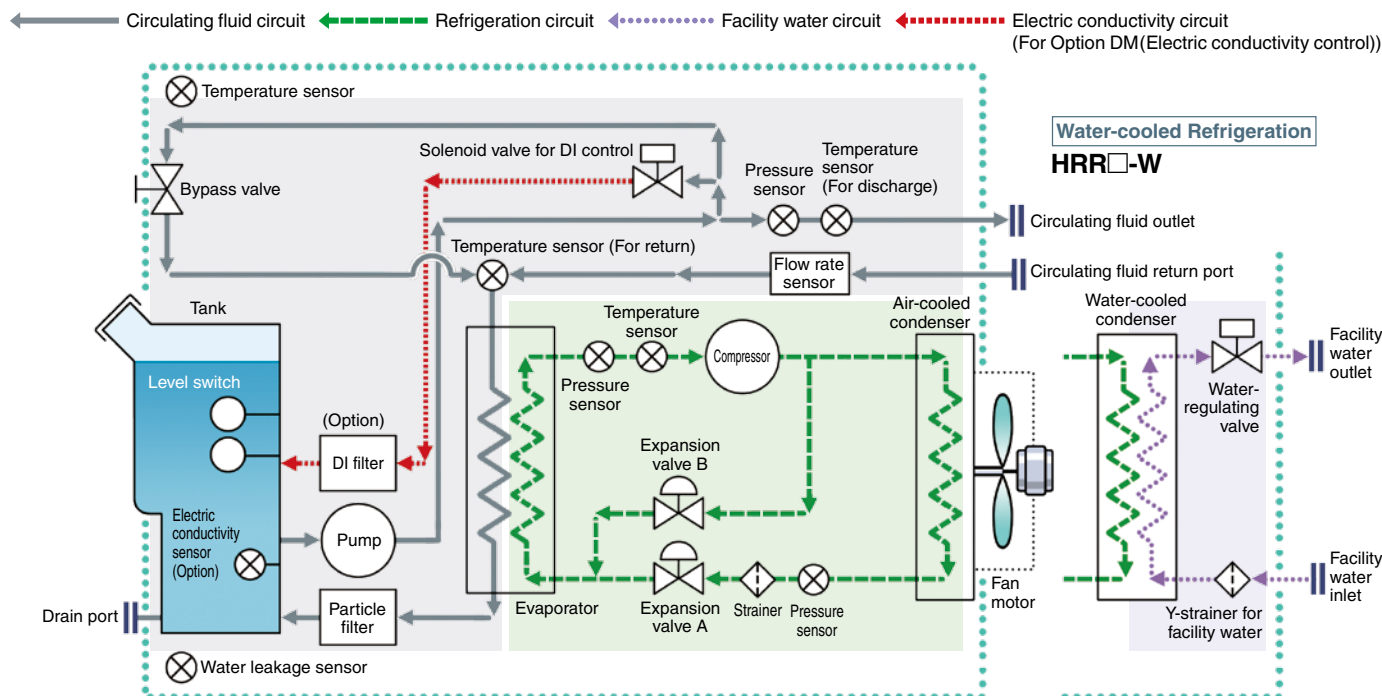 Circulating fluid circuit
Refrigeration circuit
Facility water circuit
Electric conductivity circuit
(For Option DM(Electric conductivity control))
Temperature sensor
Water-cooled Refrigeration
HRR□-W
Solenoid valve for DI control
Pressure
sensor
Temperature
sensor
(For discharge)
Bypass valve
Circulating fluid outlet
Temperature sensor (For return)
Flow rate
sensor
Circulating fluid return port
Tank
Level switch
(Option)
DI filter
Electric
conductivity
sensor
(Option)
Pump
Particle
filter
Drain port
Water leakage sensor
Temperature
sensor
Pressure
sensor
Compressor
Air-cooled
condenser
Expansion
valve B
Evaporator
Expansion
valve A
Strainer
Pressure
sensor
Fan
motor
Water-cooled
condenser
Facility
water
outlet
Water-
regulating
valve
Facility
water
inlet
Y-strainer for
facility water